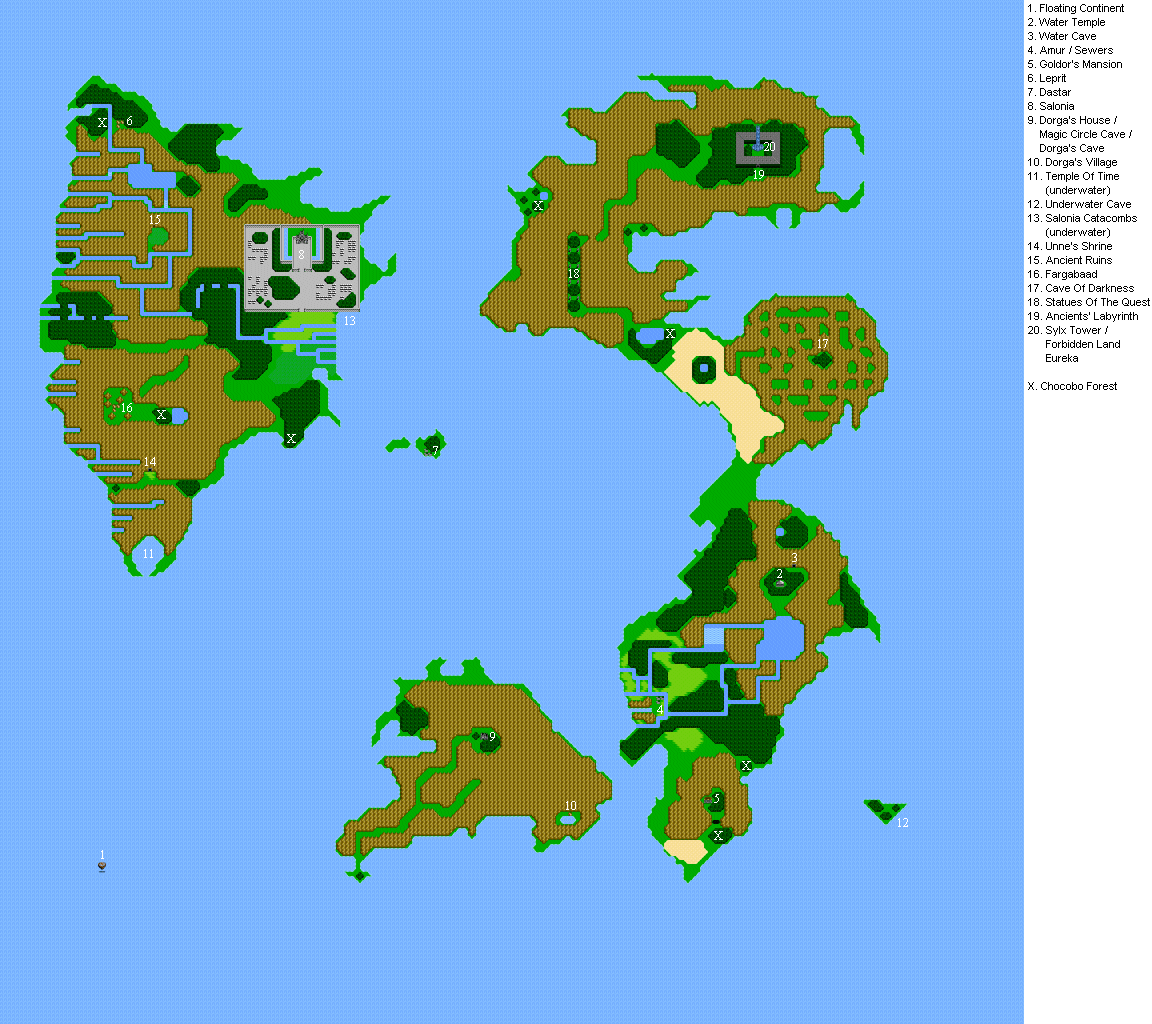 1. Floating Continent
2. Water Temple
3. Water Cave
4. Amur / Sewers
5. Goldor's Mansion
6. Leprit
7. Dastar
8. Salonia
9. Dorga's House /
Magic Circle Cave /
Dorga's Cave
10. Dorga's Village
11. Temple Of Time
(underwater)
12. Underwater Cave
13. Salonia Catacombs
(underwater)
14. Unne's Shrine
15. Ancient Ruins
16. Fargabaad
17. Cave Of Darkness
18. Statues Of The Quest
19. Ancients' Labyrinth
20. Sylx Tower /
Forbidden Land
Eureka
X. Chocobo Forest
X
6
20
19
X
15
8
18
13
X
17
16
X
X
7
14
11
3
2
4
9
X
5
10
12
X
1